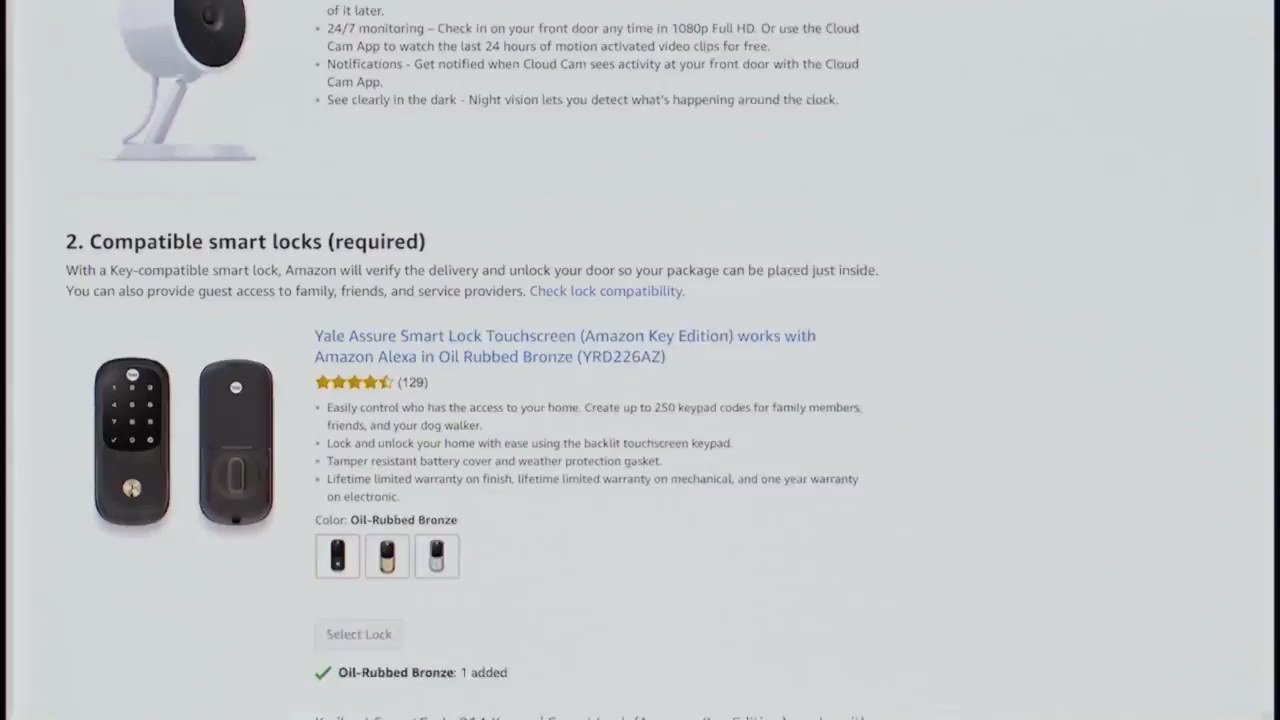 of it later.
• 24/7 monitoring – Check in on your front door any time in 1080p Full HD. Or use the Cloud
Cam App to watch the last 24 hours of motion activated video clips for free.
• Notifications - Get notified when Cloud Cam sees activity at your front door with the Cloud
Cam App.
• See clearly in the dark - Night vision lets you detect what's happening around the clock.
2. Compatible smart locks (required)
With a Key-compatible smart lock, Amazon will verify the delivery and unlock your door so your package can be placed just inside.
You can also provide guest access to family, friends, and service providers. Check lock compatibility.
Yale Assure Smart Lock Touchscreen (Amazon Key Edition) works with
Amazon Alexa in Oil Rubbed Bronze (YRD226AZ)
(129)
• Easily control who has the access to your home. Create up to 250 keypad codes for family members,
friends, and your dog walker.
• Lock and unlock your home with ease using the backlit touchscreen keypad.
• Tamper resistant battery cover and weather protection gasket.
• Lifetime limited warranty on finish, lifetime limited warranty on mechanical, and one year warranty
on electronic.
Color: Oil-Rubbed Bronze
Select Lock
Oil-Rubbed Bronze: 1 added